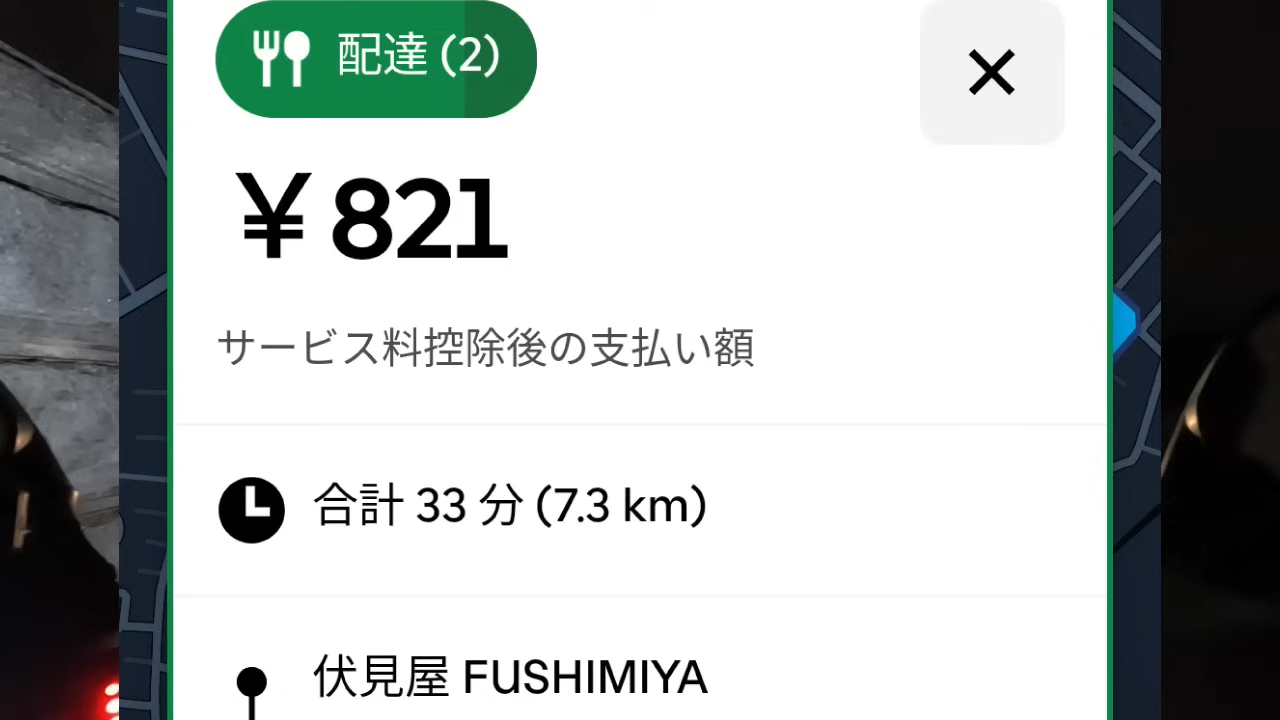 配達 (2)
￥821
サービス料控除後の支払い額
合計 33 分 (7.3 km)
伏見屋 FUSHIMIYA